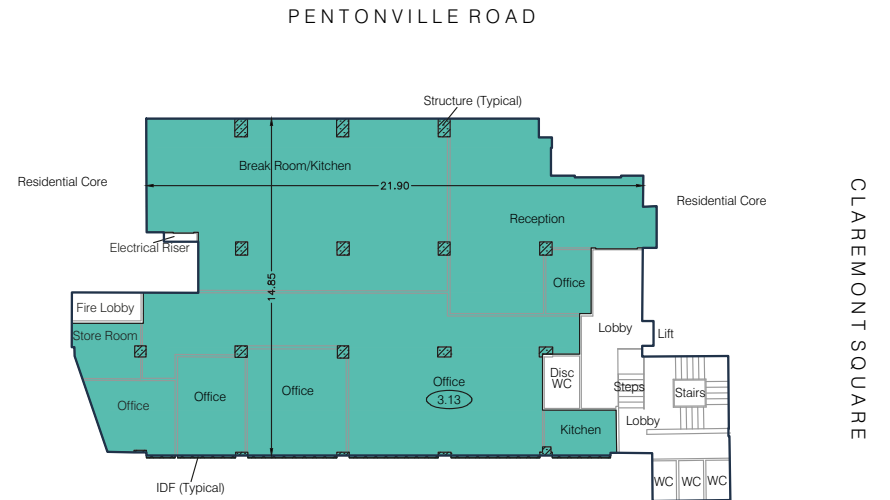 PENTONVILLE ROAD
Structure (Typical)
Break Room/Kitchen
Residential Core
21.90
Residential Core
CLAREMONT SQUARE
Reception
Electrical Riser
14.85
Office
Fire Lobby
Lobby
Lift
Store Room
Disc
WC
Office
3.13
Steps
Stairs
Office
Office
Office
Lobby
Kitchen
WC
WC
WC
IDF (Typical)